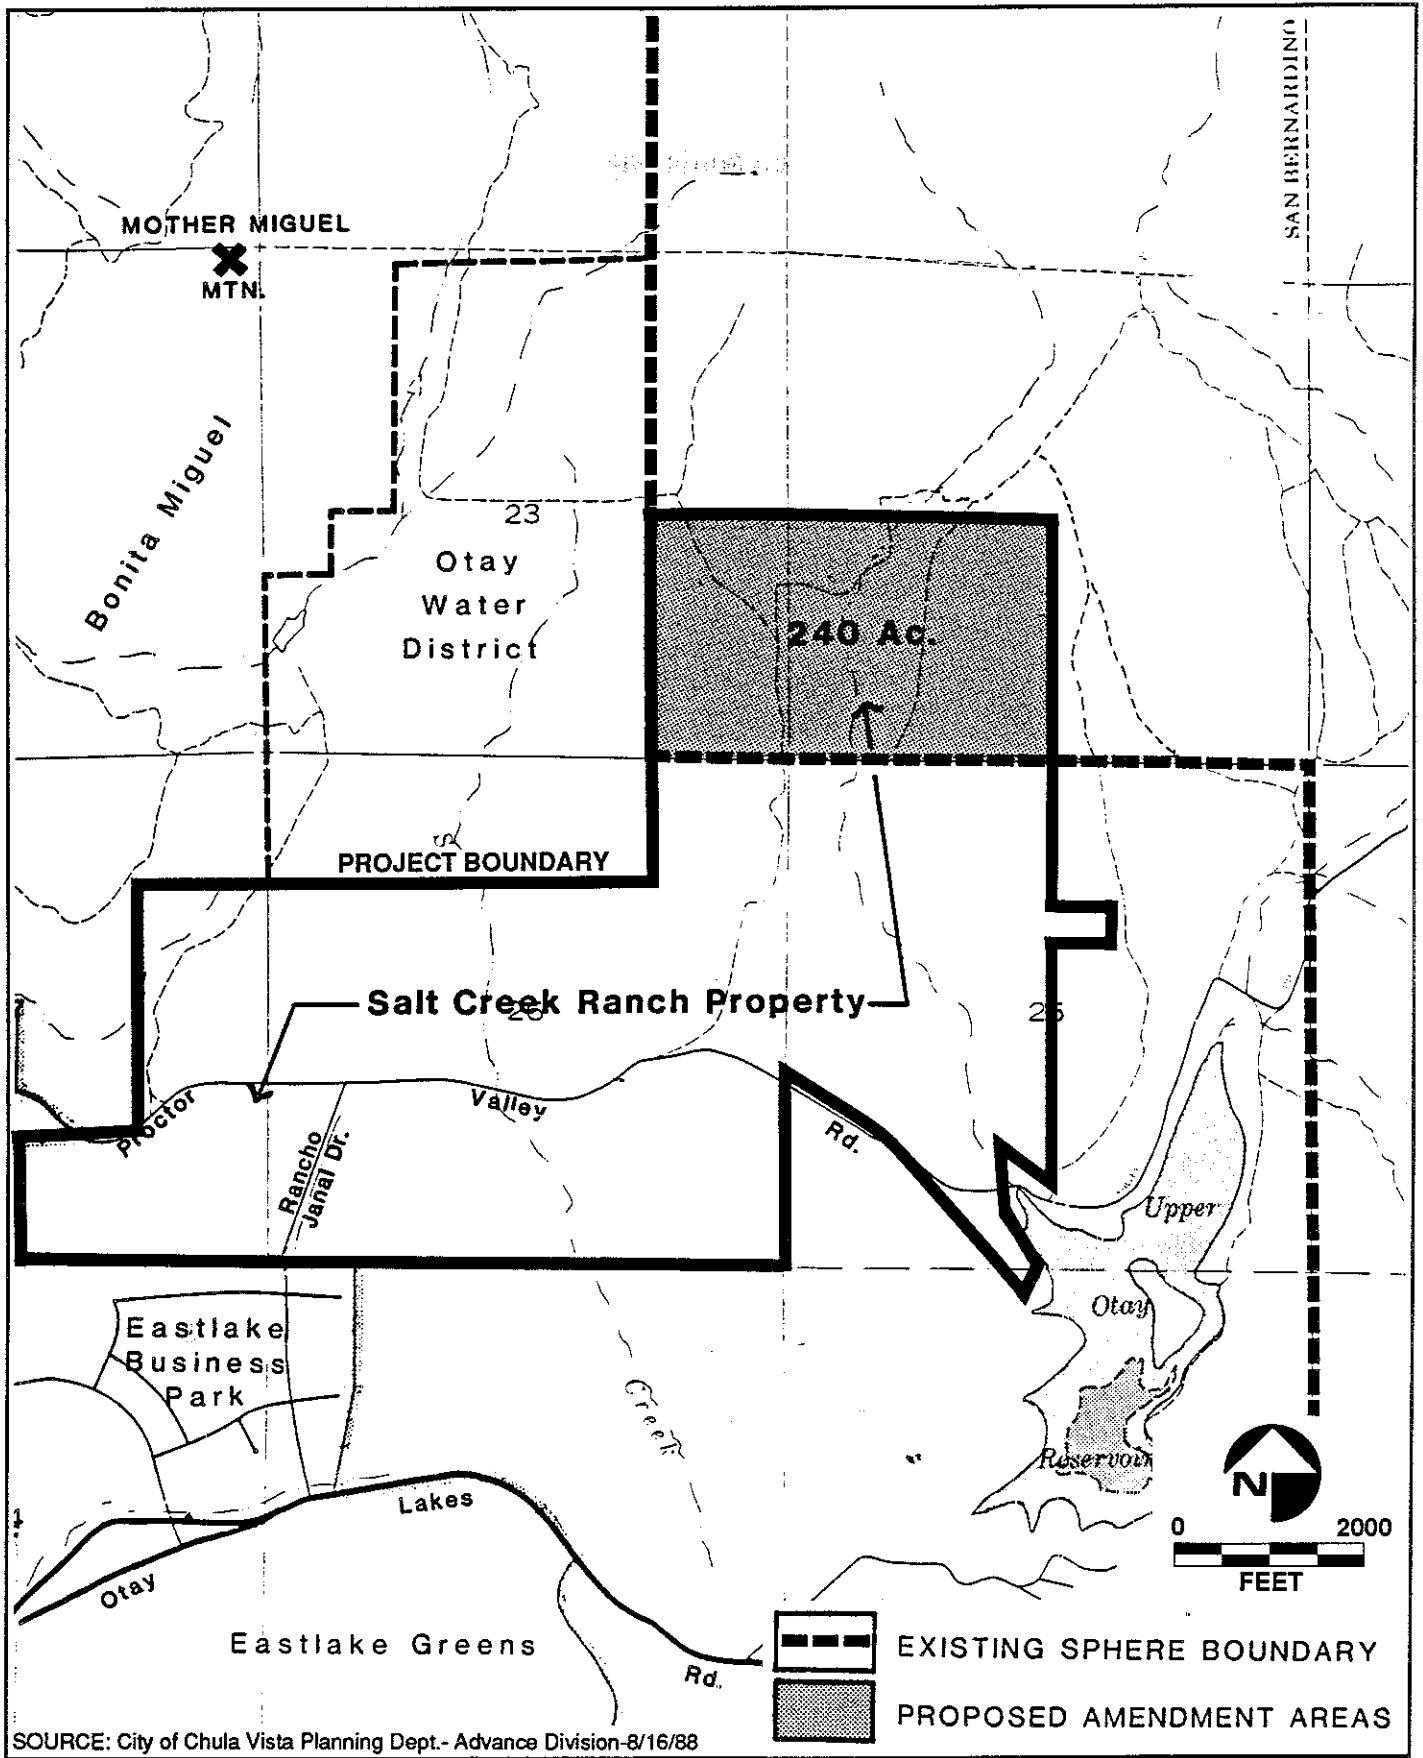 SAN BERNARDINO
MOTHER MIGUEL
MTN.
Bonita Miguel
23
Otay
Water
District
240 Ac.
PROJECT BOUNDARY
Salt Creek Ranch Property
26
25
Proctor
Valley
Rd.
Rancho
Janal Dr.
Upper
Otay
Reservoir
Eastlake
Business
Park
Creek
Lakes
Otay
Rd.
Eastlake Greens
N
0 2000
FEET
EXISTING SPHERE BOUNDARY
PROPOSED AMENDMENT AREAS
SOURCE: City of Chula Vista Planning Dept.- Advance Division-8/16/88